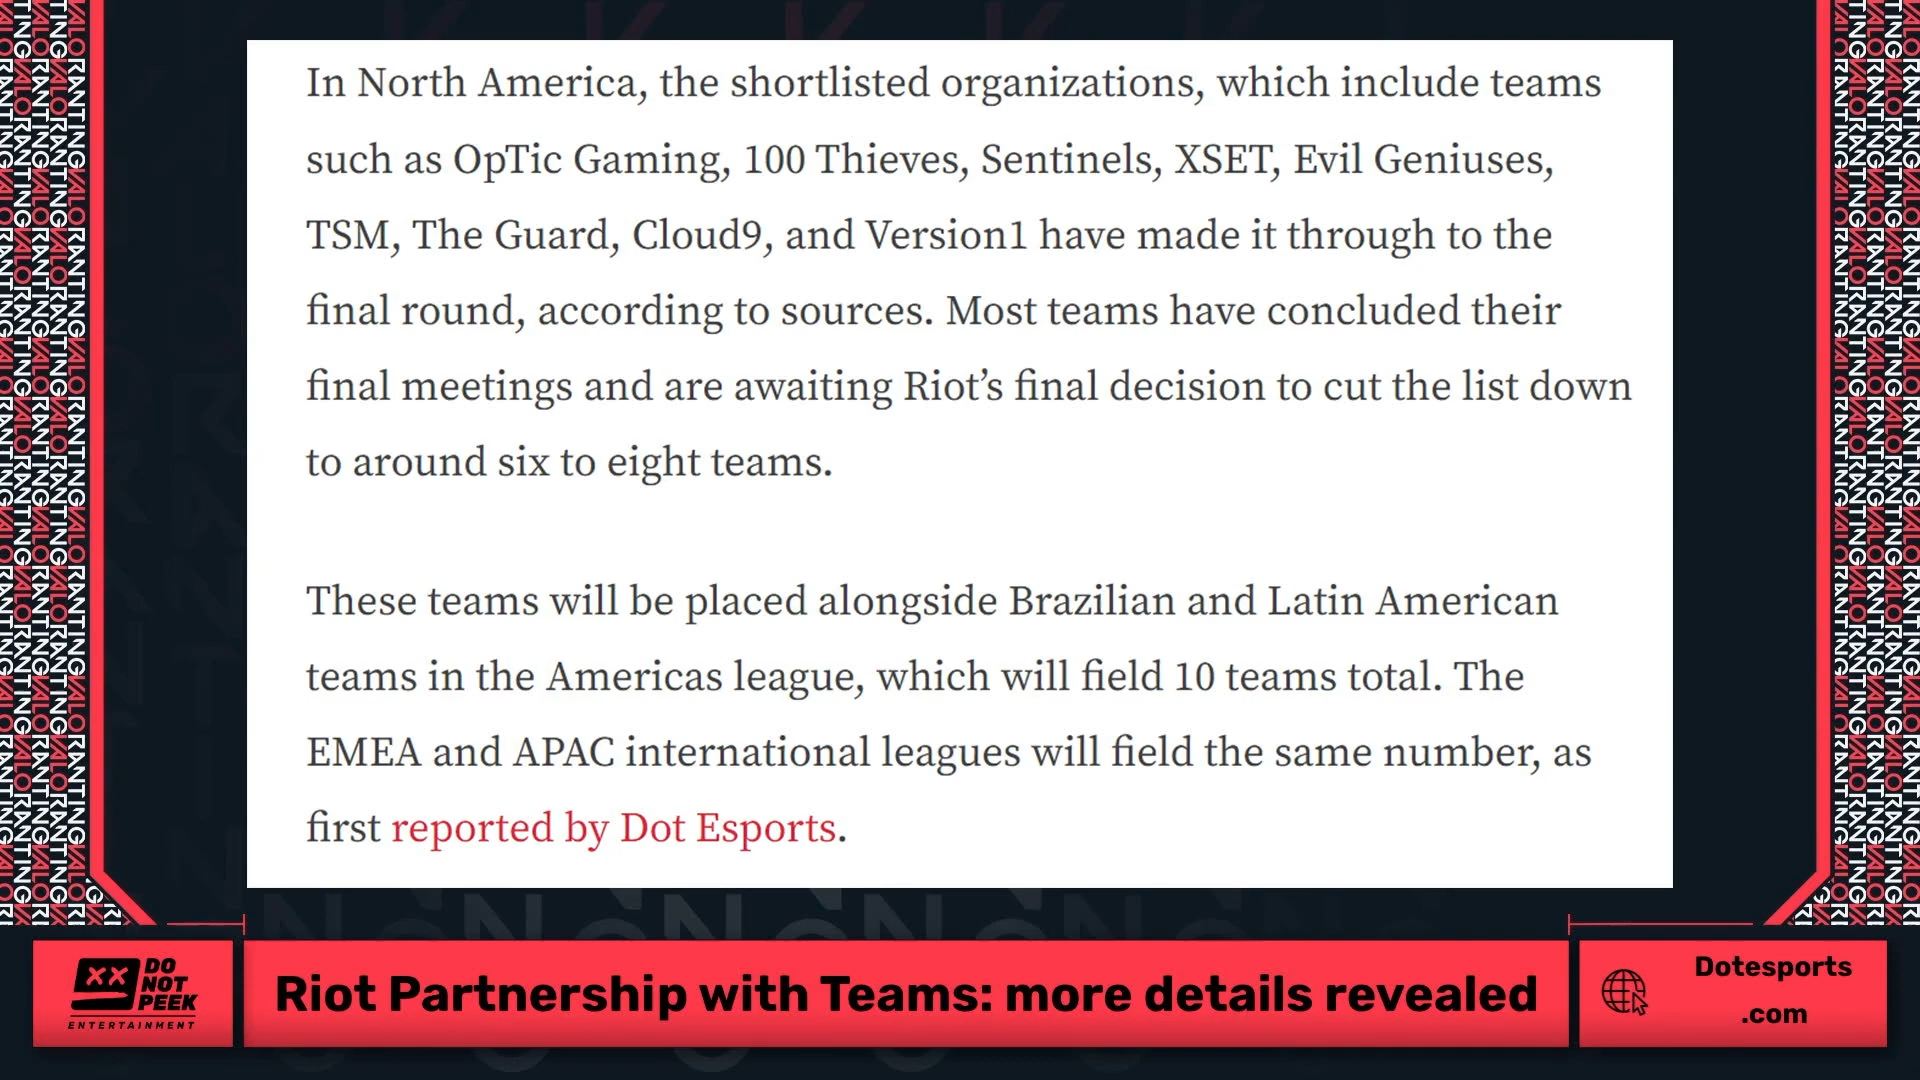 In North America, the shortlisted organizations, which include teams
such as OpTic Gaming, 100 Thieves, Sentinels, XSET, Evil Geniuses,
TSM, The Guard, Cloud9, and Version1 have made it through to the
final round, according to sources. Most teams have concluded their
final meetings and are awaiting Riot’s final decision to cut the list down
to around six to eight teams.
These teams will be placed alongside Brazilian and Latin American
teams in the Americas league, which will field 10 teams total. The
EMEA and APAC international leagues will field the same number, as
first reported by Dot Esports.
DO
NOT
PEEK
ENTERTAINMENT
Riot Partnership with Teams: more details revealed
Dotesports
.com